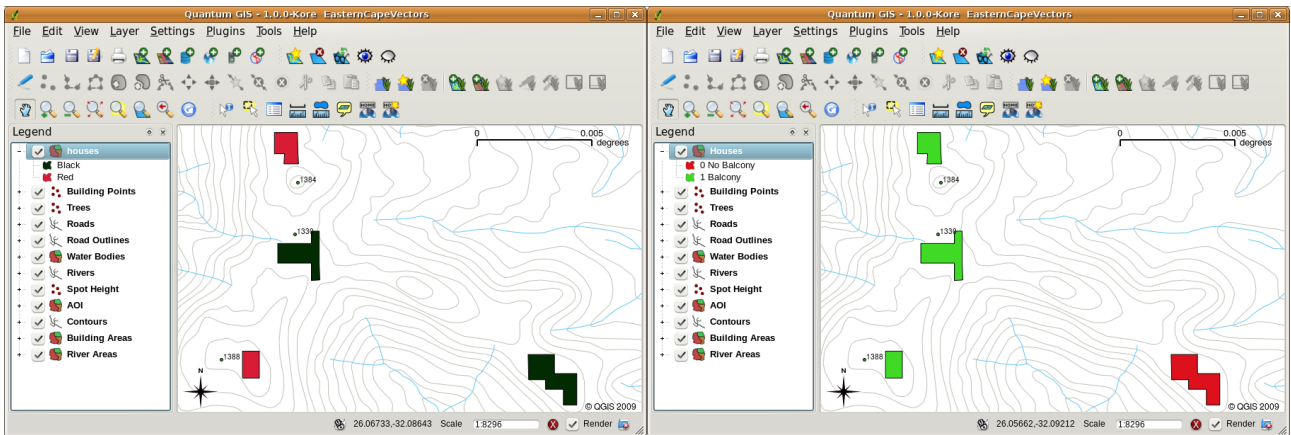 Quantum GIS - 1.0.0-Kore EasternCapeVectors
File Edit View Layer Settings Plugins Tools Help
Legend
houses
Black
Red
Building Points
Trees
Roads
Road Outlines
Water Bodies
Rivers
Spot Height
AOI
Contours
Building Areas
River Areas
0 0.005
degrees
1384
1339
1388
N
© QGIS 2009
26.06733,-32.08643 Scale 1:8296 Render
Quantum GIS - 1.0.0-Kore EasternCapeVectors
File Edit View Layer Settings Plugins Tools Help
Legend
Houses
0 No Balcony
1 Balcony
Building Points
Trees
Roads
Road Outlines
Water Bodies
Rivers
Spot Height
AOI
Contours
Building Areas
River Areas
0 0.005
degrees
1384
1339
1388
N
© QGIS 2009
26.05662,-32.09212 Scale 1:8296 Render